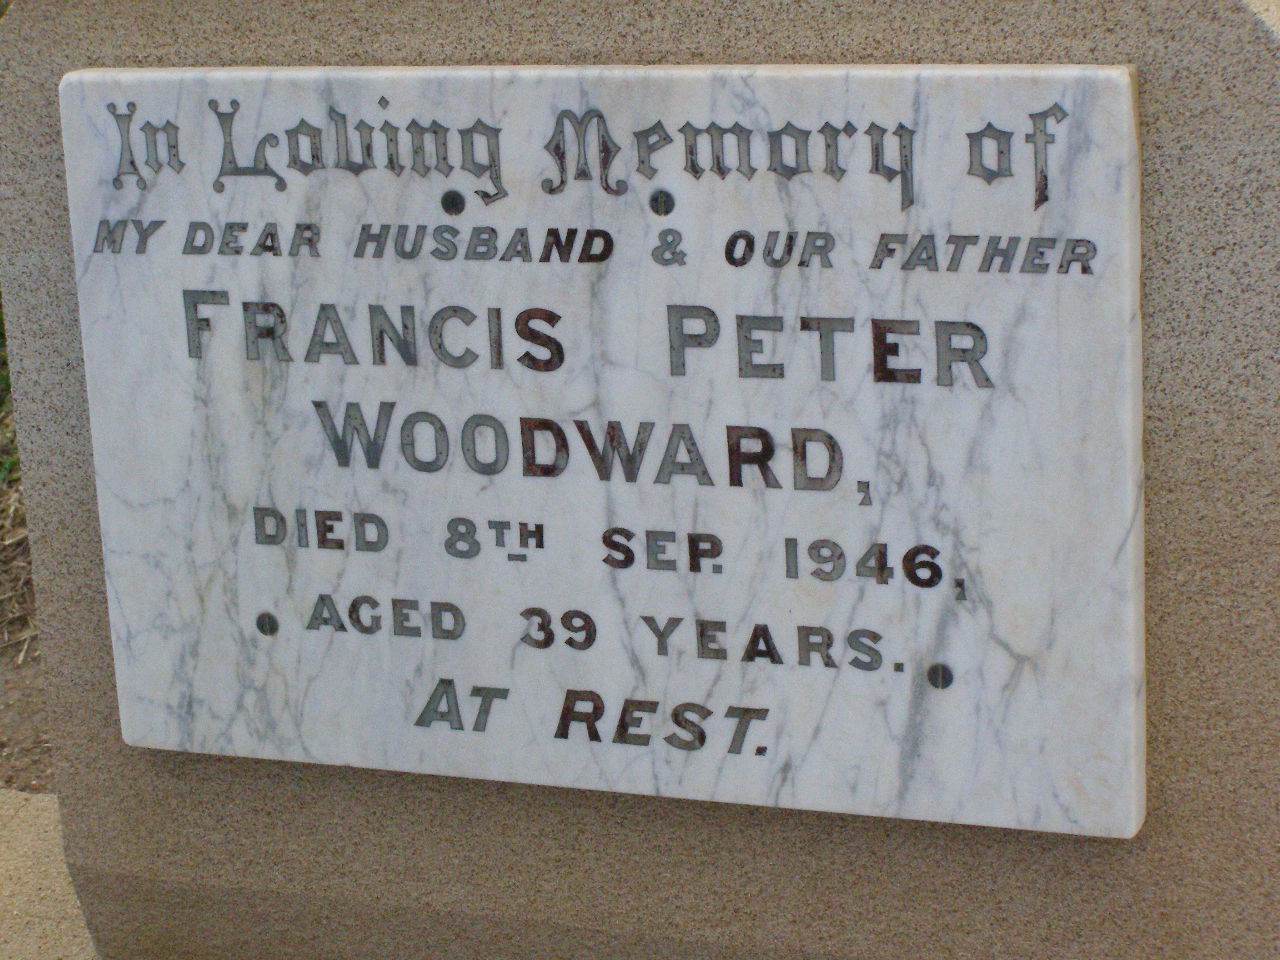 In Loving Memory of
MY DEAR HUSBAND & OUR FATHER
FRANCIS PETER
WOODWARD,
DIED 8TH SEP. 1946,
AGED 39 YEARS.
AT REST.